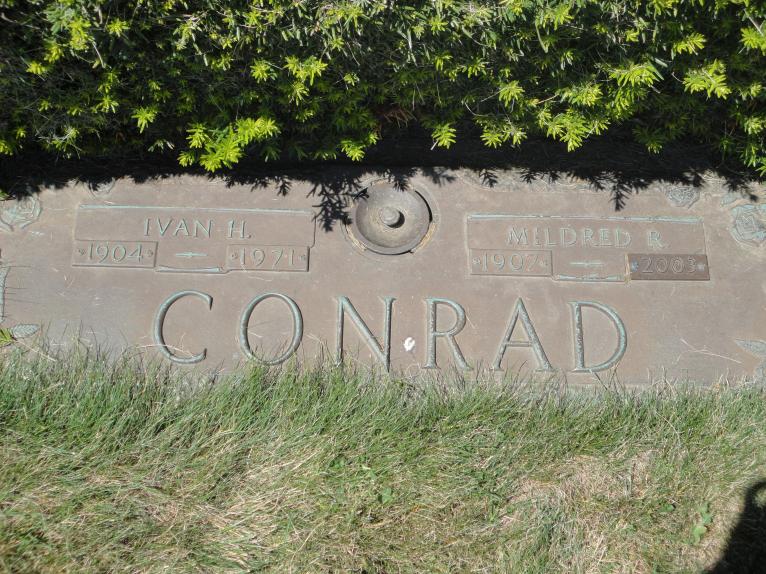 IVAN H.
1904 1971
MILDRED R.
1907 2003
CONRAD